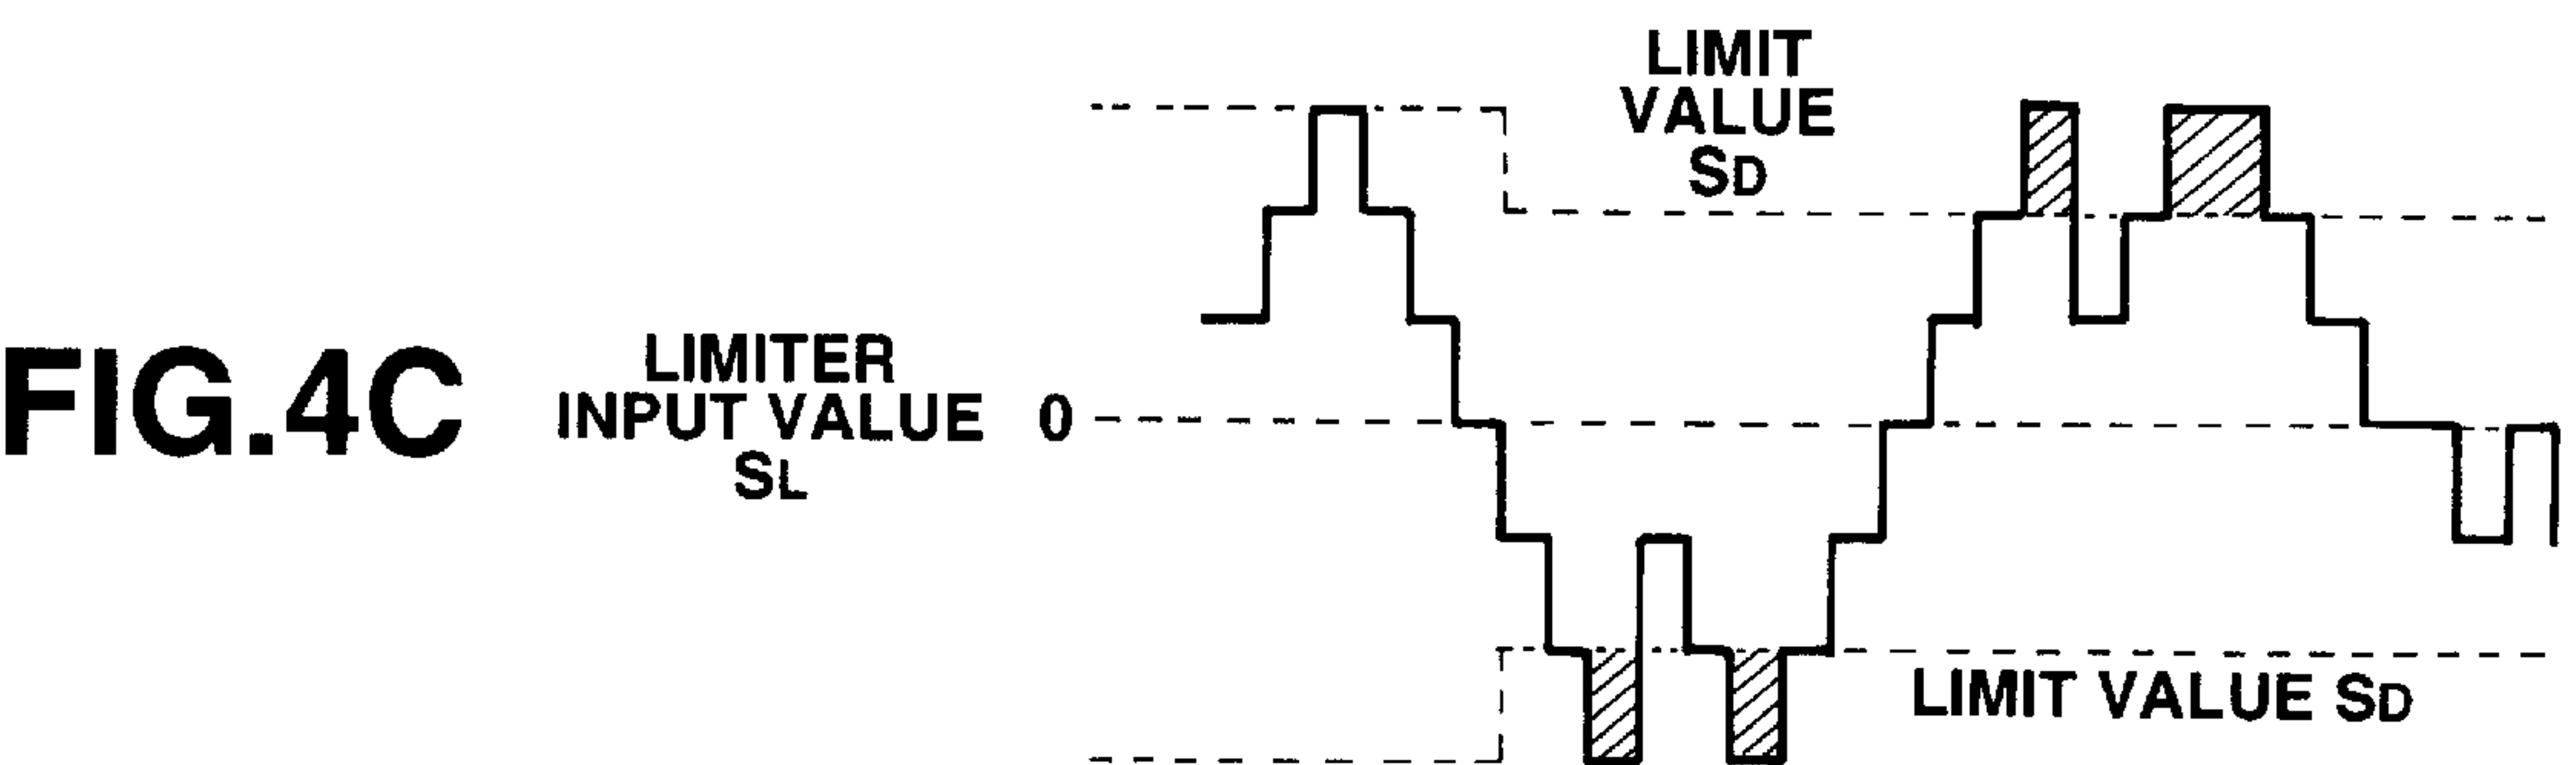 FIG.4C
LIMITER
INPUT VALUE
SL
0
LIMIT
VALUE
SD
LIMIT VALUE SD